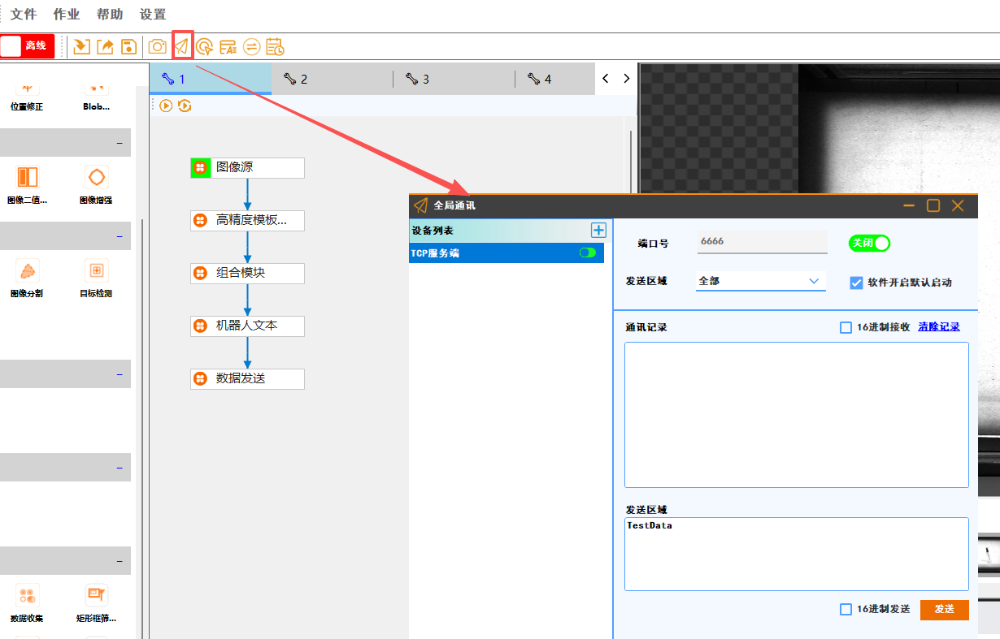 文件 作业 帮助 设置
离线
1 2 3 4
位置修正 Blob...
图像二值... 图像增强
图像分割 目标检测
数据收集 矩形框筛...
图像源
高精度模板...
组合模块
机器人文本
数据发送
全局通讯
设备列表
TCP服务端
端口号 6666 关闭
发送区域 全部 软件开启默认启动
通讯记录 16进制接收 清除记录
发送区域
TestData
16进制发送 发送